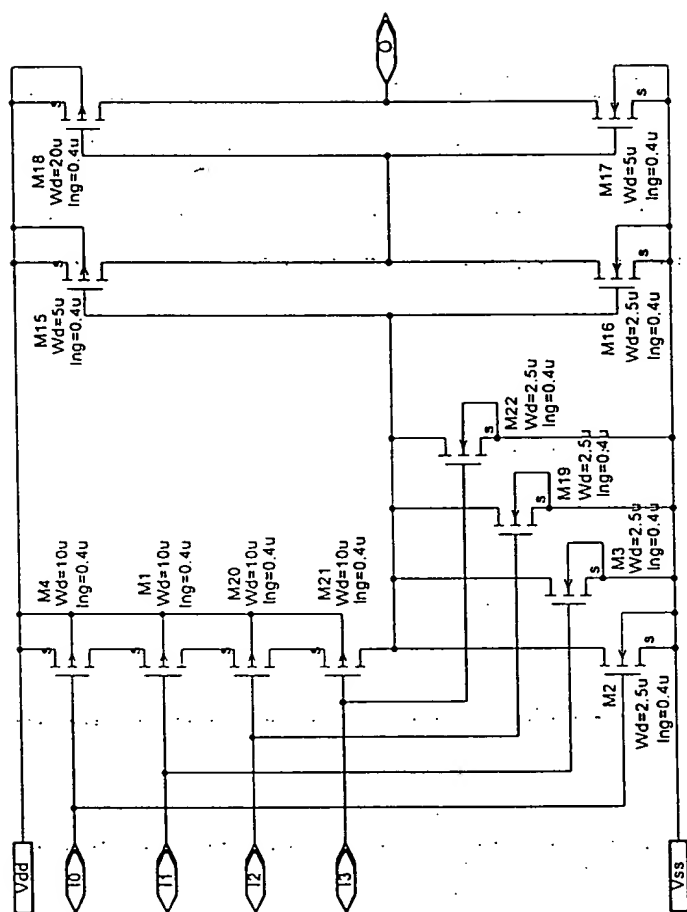 M18
Wd=20u
lng=0.4u
O
M17
Wd=5u
lng=0.4u
M15
Wd=5u
lng=0.4u
M16
Wd=2.5u
lng=0.4u
M22
Wd=2.5u
lng=0.4u
M19
Wd=2.5u
lng=0.4u
M3
Wd=2.5u
lng=0.4u
M4
Wd=10u
lng=0.4u
M1
Wd=10u
lng=0.4u
M20
Wd=10u
lng=0.4u
M21
Wd=10u
lng=0.4u
M2
Wd=2.5u
lng=0.4u
s
s
s
s
s
s
s
s
s
s
s
s
Vdd
I0
I1
I2
I3
Vss